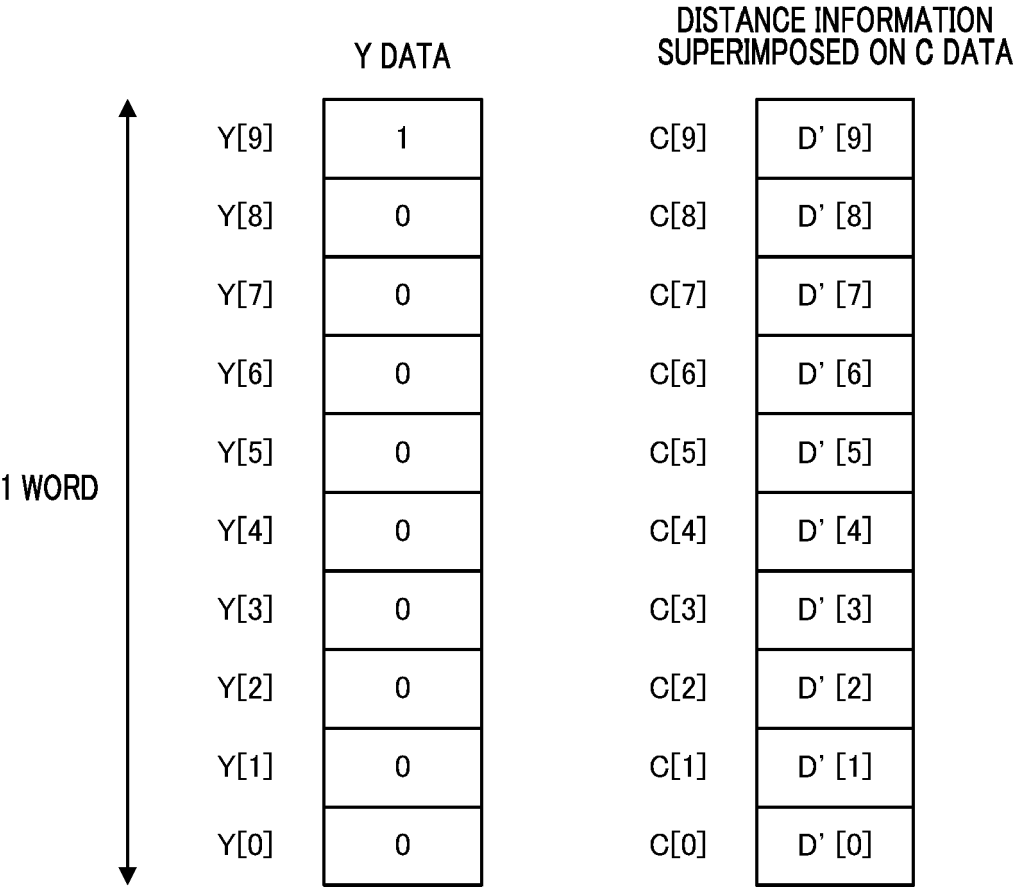 Y DATA
DISTANCE INFORMATION
SUPERIMPOSED ON C DATA
Y[9] 1 C[9] D' [9]
Y[8] 0 C[8] D' [8]
Y[7] 0 C[7] D' [7]
Y[6] 0 C[6] D' [6]
Y[5] 0 C[5] D' [5]
1 WORD
Y[4] 0 C[4] D' [4]
Y[3] 0 C[3] D' [3]
Y[2] 0 C[2] D' [2]
Y[1] 0 C[1] D' [1]
Y[0] 0 C[0] D' [0]